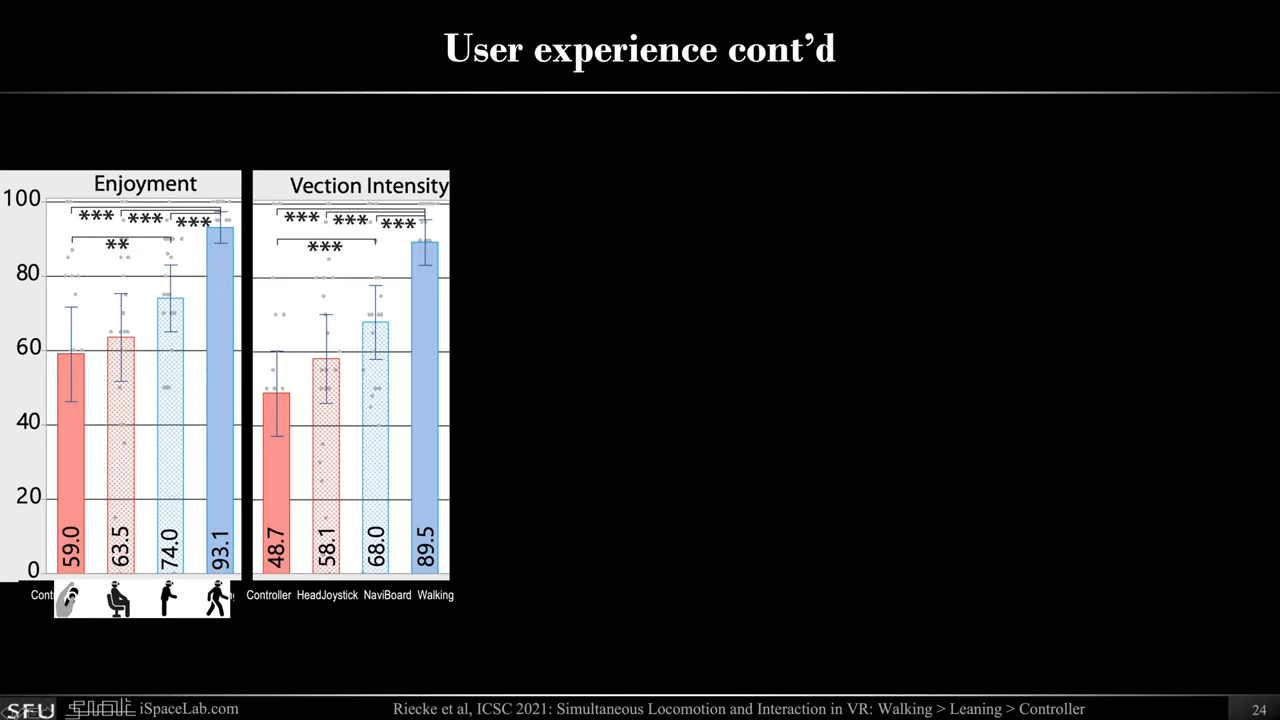 User experience cont’d
Enjoyment
Vection Intensity
100
80
60
40
20
0
*** *** ***
**
*** *** ***
***
59.0 63.5 74.0 93.1
48.7 58.1 68.0 89.5
Controller HeadJoystick NaviBoard Walking
SFU iSpaceLab.com
Riecke et al, ICSC 2021: Simultaneous Locomotion and Interaction in VR: Walking > Leaning > Controller
24